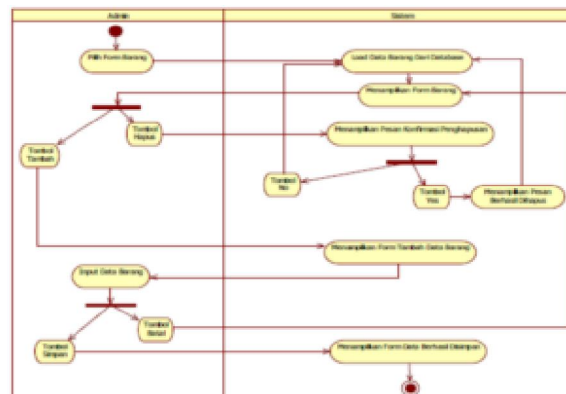 Admin
Sistem
Pilih Form Barang
Load Data Barang Dari Database
Menampilkan Form Barang
Tombol
Hapus
Menampilkan Pesan Konfirmasi Penghapusan
Tombol
Tambah
Tombol
No
Tombol
Yes
Menampilkan Pesan
Berhasil Dihapus
Menampilkan Form Tambah Data Barang
Input Data Barang
Tombol
Batal
Tombol
Simpan
Menampilkan Form Data Berhasil Disimpan